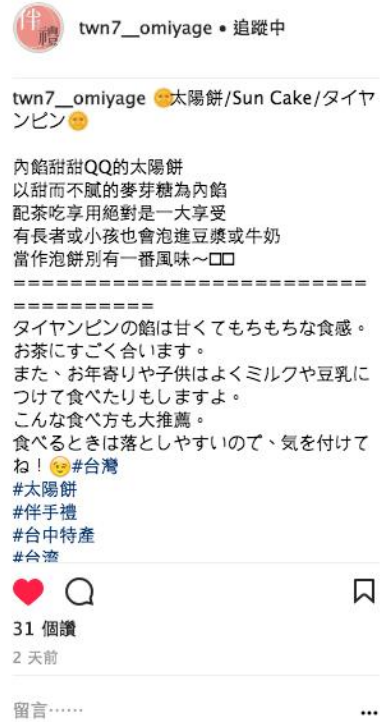 twn7__omiyage • 追蹤中
twn7__omiyage 🌞太陽餅/Sun Cake/タイヤ
ンピン🌞
內餡甜甜QQ的太陽餅
以甜而不膩的麥芽糖為內餡
配茶吃享用絕對是一大享受
有長者或小孩也會泡進豆漿或牛奶
當作泡餅別有一番風味～□□
=========================
==========
タイヤンピンの餡は甘くてもちもちな食感。
お茶にすごく合います。
また、お年寄りや子供はよくミルクや豆乳に
つけて食べたりもしますよ。
こんな食べ方も大推薦。
食べるときは落としやすいので、気を付けて
ね！😉#台灣
#太陽餅
#伴手禮
#台中特產
#台湾
31 個讚
2 天前
留言……